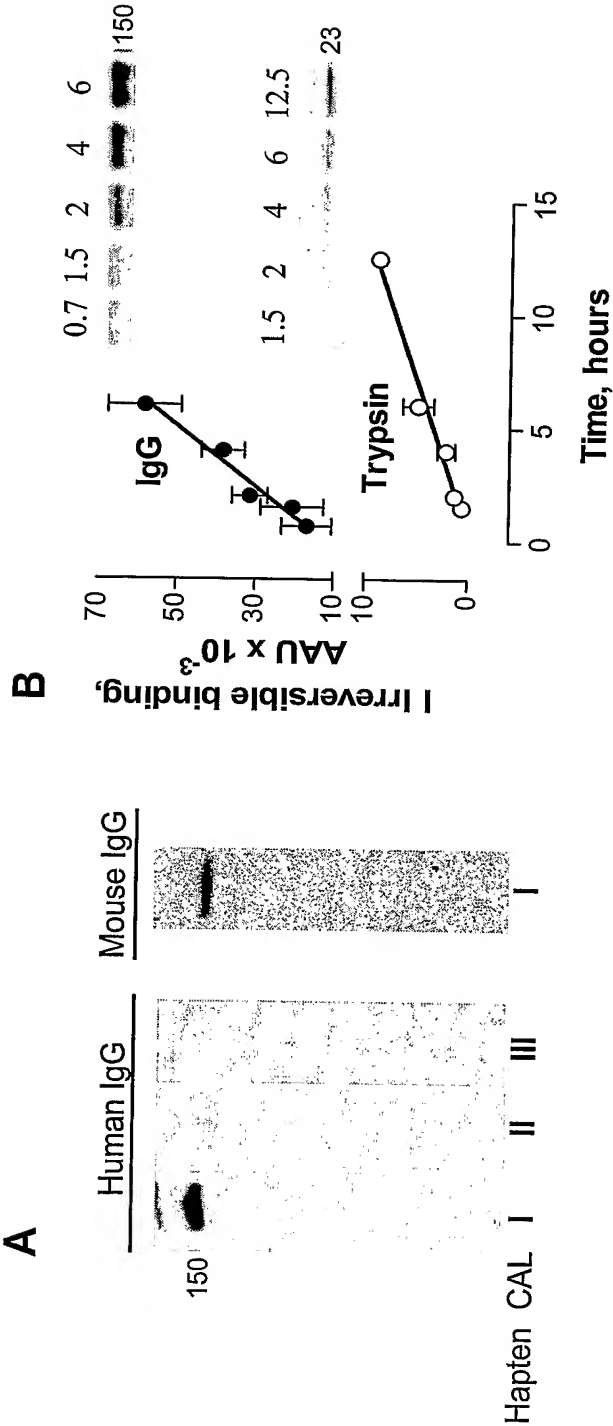 A
Human IgG
Mouse IgG
150
I
II
III
I
Hapten CAL
B
I Irreversible binding,
AAU x 10-3
70
50
30
10
10
0
IgG
0.7 1.5 2 4 6
150
Trypsin
1.5 2 4 6 12.5
23
0
5
10
15
Time, hours